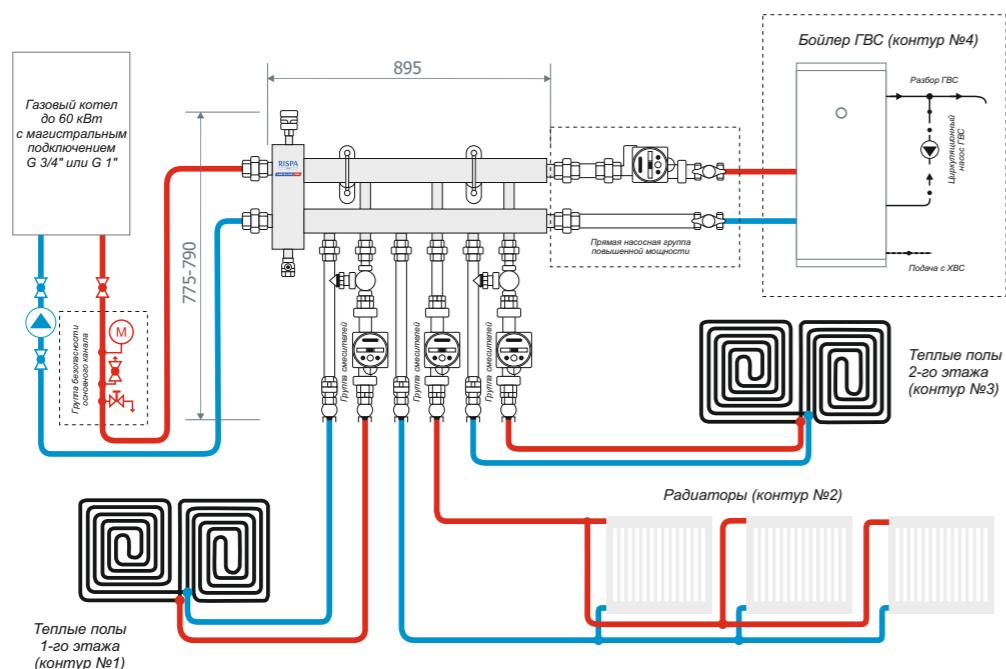 Газовый котел
до 60 кВт
с магистральным
подключением
G 3/4" или G 1"
895
775-790
RISPA
Бойлер ГВС (контур №4)
Разбор ГВС
Циркуляционный
насос ГВС
Подача с ХВС
Прямая насосная группа
повышенной мощности
M
Группа безопасности
основного канала
Группа смесителей
Группа смесителей
Группа смесителей
Теплые полы
2-го этажа
(контур №3)
Радиаторы (контур №2)
Теплые полы
1-го этажа
(контур №1)